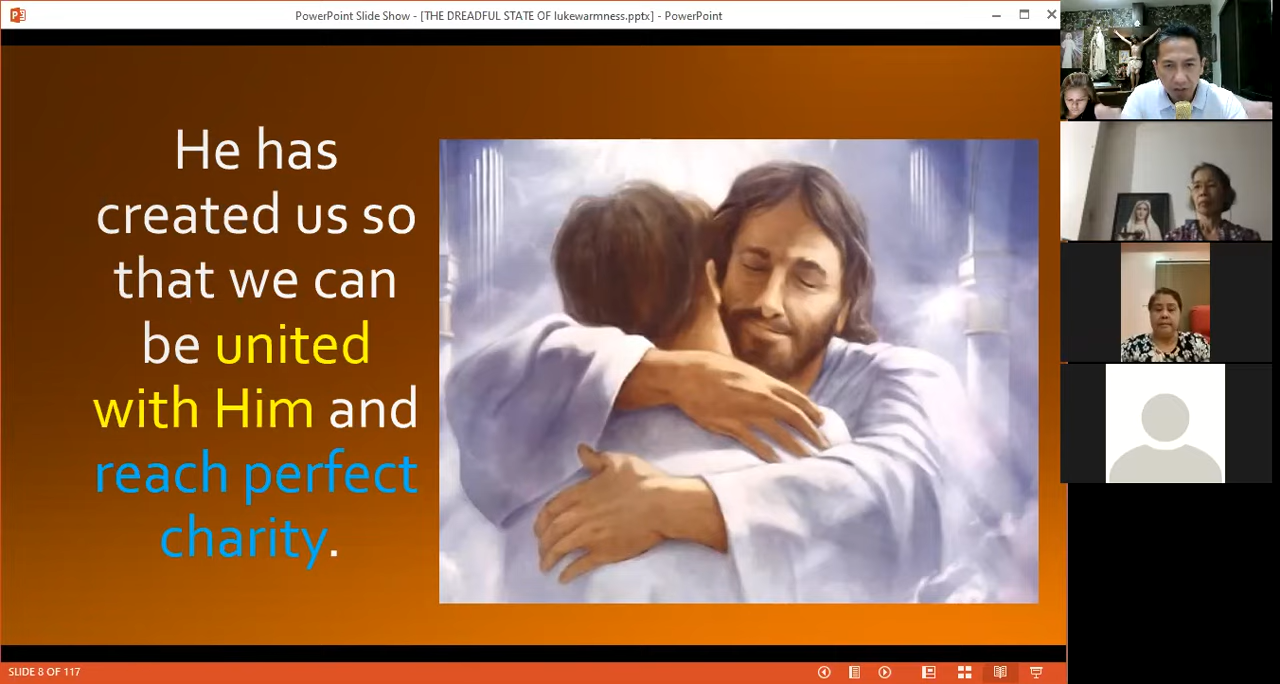 PowerPoint Slide Show - [THE DREADFUL STATE OF lukewarmness.pptx] - PowerPoint
He has
created us so
that we can
be united
with Him and
reach perfect
charity.
SLIDE 8 OF 117